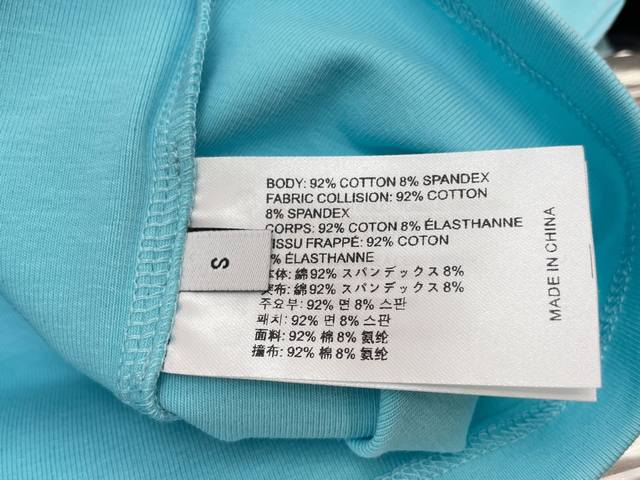 BODY: 92% COTTON 8% SPANDEX
FABRIC COLLISION: 92% COTTON
8% SPANDEX
CORPS: 92% COTON 8% ÉLASTHANNE
ISSU FRAPPÉ: 92% COTON
% ÉLASTHANNE
本体: 綿92% スパンデックス 8%
突布: 綿92% スパンデックス 8%
주요부: 92% 면 8% 스판
패치: 92% 면 8% 스판
面料: 92% 棉 8% 氨纶
撞布: 92% 棉 8% 氨纶
MADE IN CHINA
S